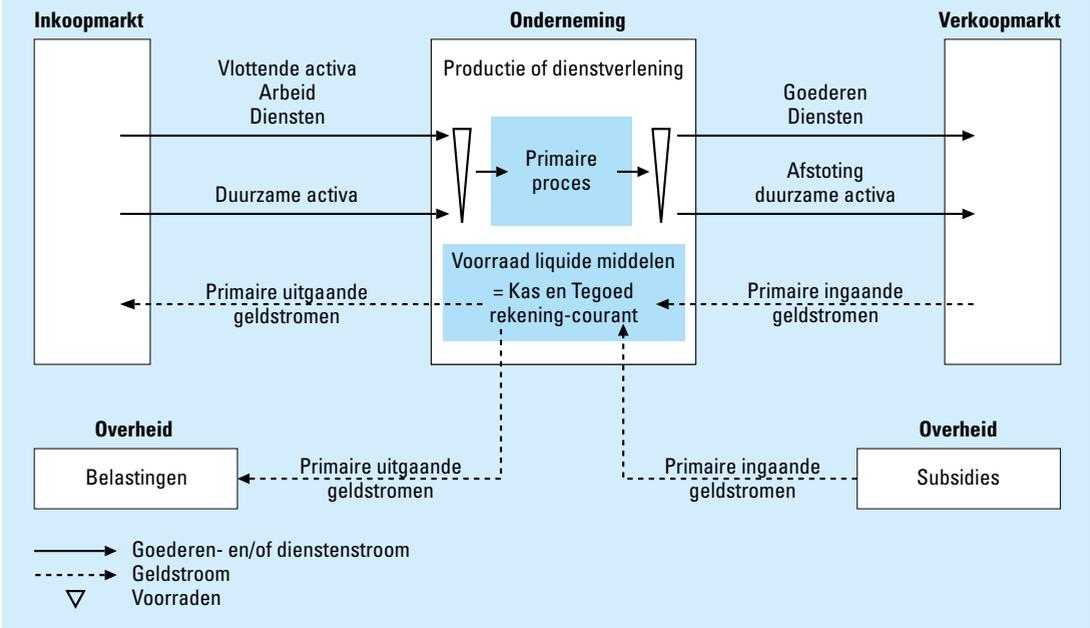 Inkoopmarkt
Onderneming
Verkoopmarkt
Vlottende activa
Arbeid
Diensten
Productie of dienstverlening
Goederen
Diensten
Primaire
proces
Duurzame activa
Afstoting
duurzame activa
Voorraad liquide middelen
= Kas en Tegoed
rekening-courant
Primaire uitgaande
geldstromen
Primaire ingaande
geldstromen
Overheid
Belastingen
Primaire uitgaande
geldstromen
Primaire ingaande
geldstromen
Overheid
Subsidies
Goederen- en/of dienstenstroom
Geldstroom
Voorraden